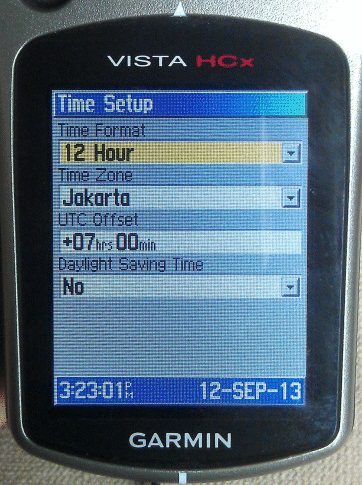 VISTA HCx
Time Setup
Time Format
12 Hour
Time Zone
Jakarta
UTC Offset
+07hrs00min
Daylight Saving Time
No
3:23:01PM 12-SEP-13
GARMIN